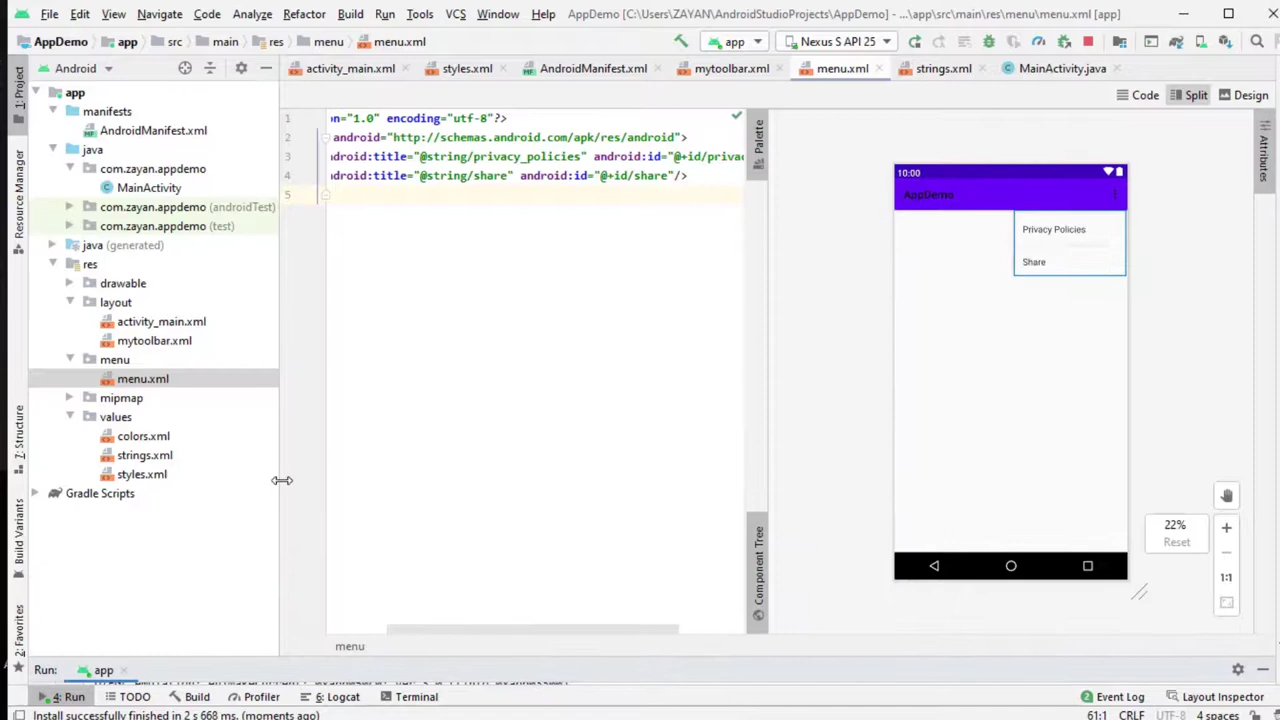 File Edit View Navigate Code Analyze Refactor Build Run Tools VCS Window Help AppDemo [C:\Users\ZAYAN\AndroidStudioProjects\AppDemo] - ...\app\src\main\res\menu\menu.xml [app]
AppDemo app src main res menu menu.xml app Nexus S API 25
Android activity_main.xml styles.xml AndroidManifest.xml mytoolbar.xml menu.xml strings.xml MainActivity.java
Code Split Design
1: Project
Resource Manager
7: Structure
Build Variants
2: Favorites
app
manifests
AndroidManifest.xml
java
com.zayan.appdemo
MainActivity
com.zayan.appdemo (androidTest)
com.zayan.appdemo (test)
java (generated)
res
drawable
layout
activity_main.xml
mytoolbar.xml
menu
menu.xml
mipmap
values
colors.xml
strings.xml
styles.xml
Gradle Scripts
1 on="1.0" encoding="utf-8"?>
2 android="http://schemas.android.com/apk/res/android">
3 ndroid:title="@string/privacy_policies" android:id="@+id/priva
4 ndroid:title="@string/share" android:id="@+id/share"/>
5
menu
Palette
Component Tree
10:00
AppDemo
Privacy Policies
Share
22%
Reset
1:1
Attributes
Run: app
4: Run TODO Build Profiler 6: Logcat Terminal Event Log Layout Inspector
Install successfully finished in 2 s 668 ms. (moments ago) 61:1 CRLF UTF-8 4 spaces